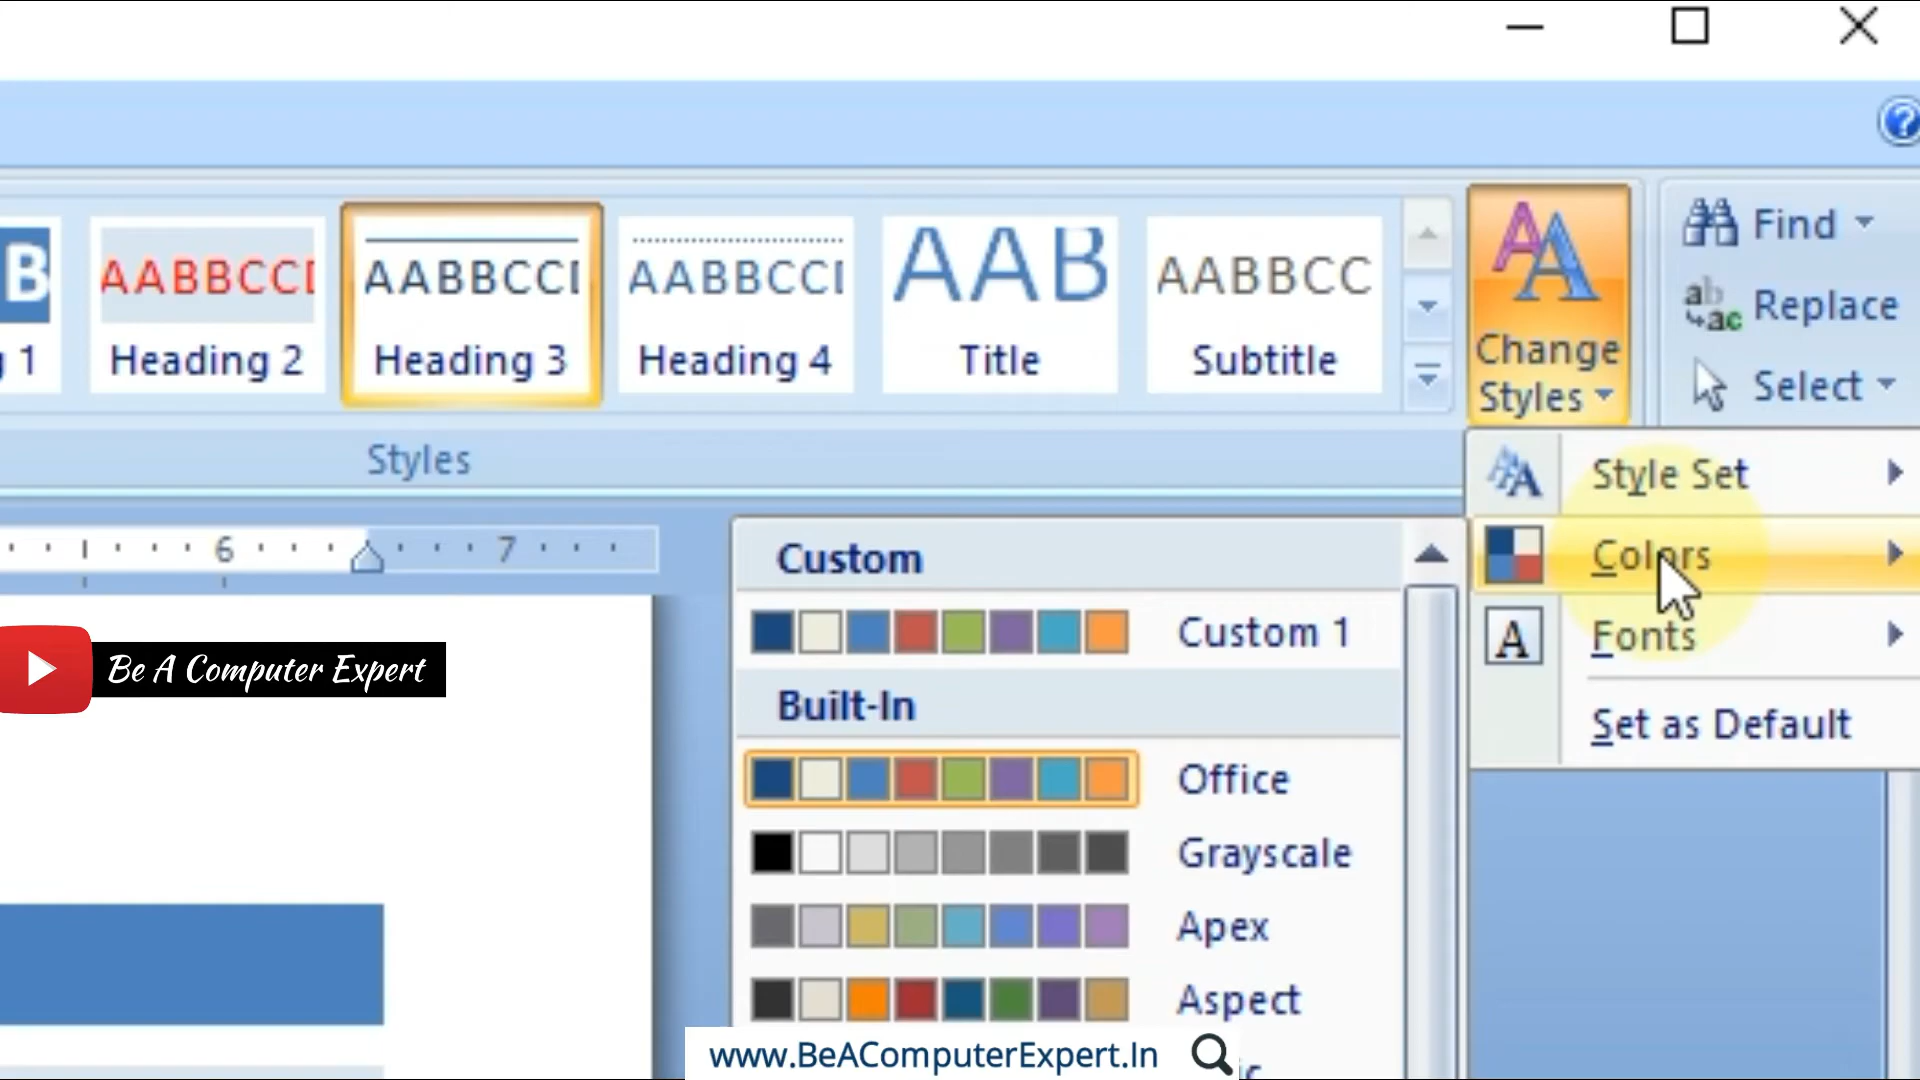 B
AABBCCI
AABBCCI
AABBCCI
AAB
AABBCC
g 1
Heading 2
Heading 3
Heading 4
Title
Subtitle
Change
Styles
Find
Replace
Select
Styles
Style Set
Colors
Fonts
Set as Default
6
7
Custom
Custom 1
Built-In
Office
Grayscale
Apex
Aspect
Be A Computer Expert
www.BeAComputerExpert.In